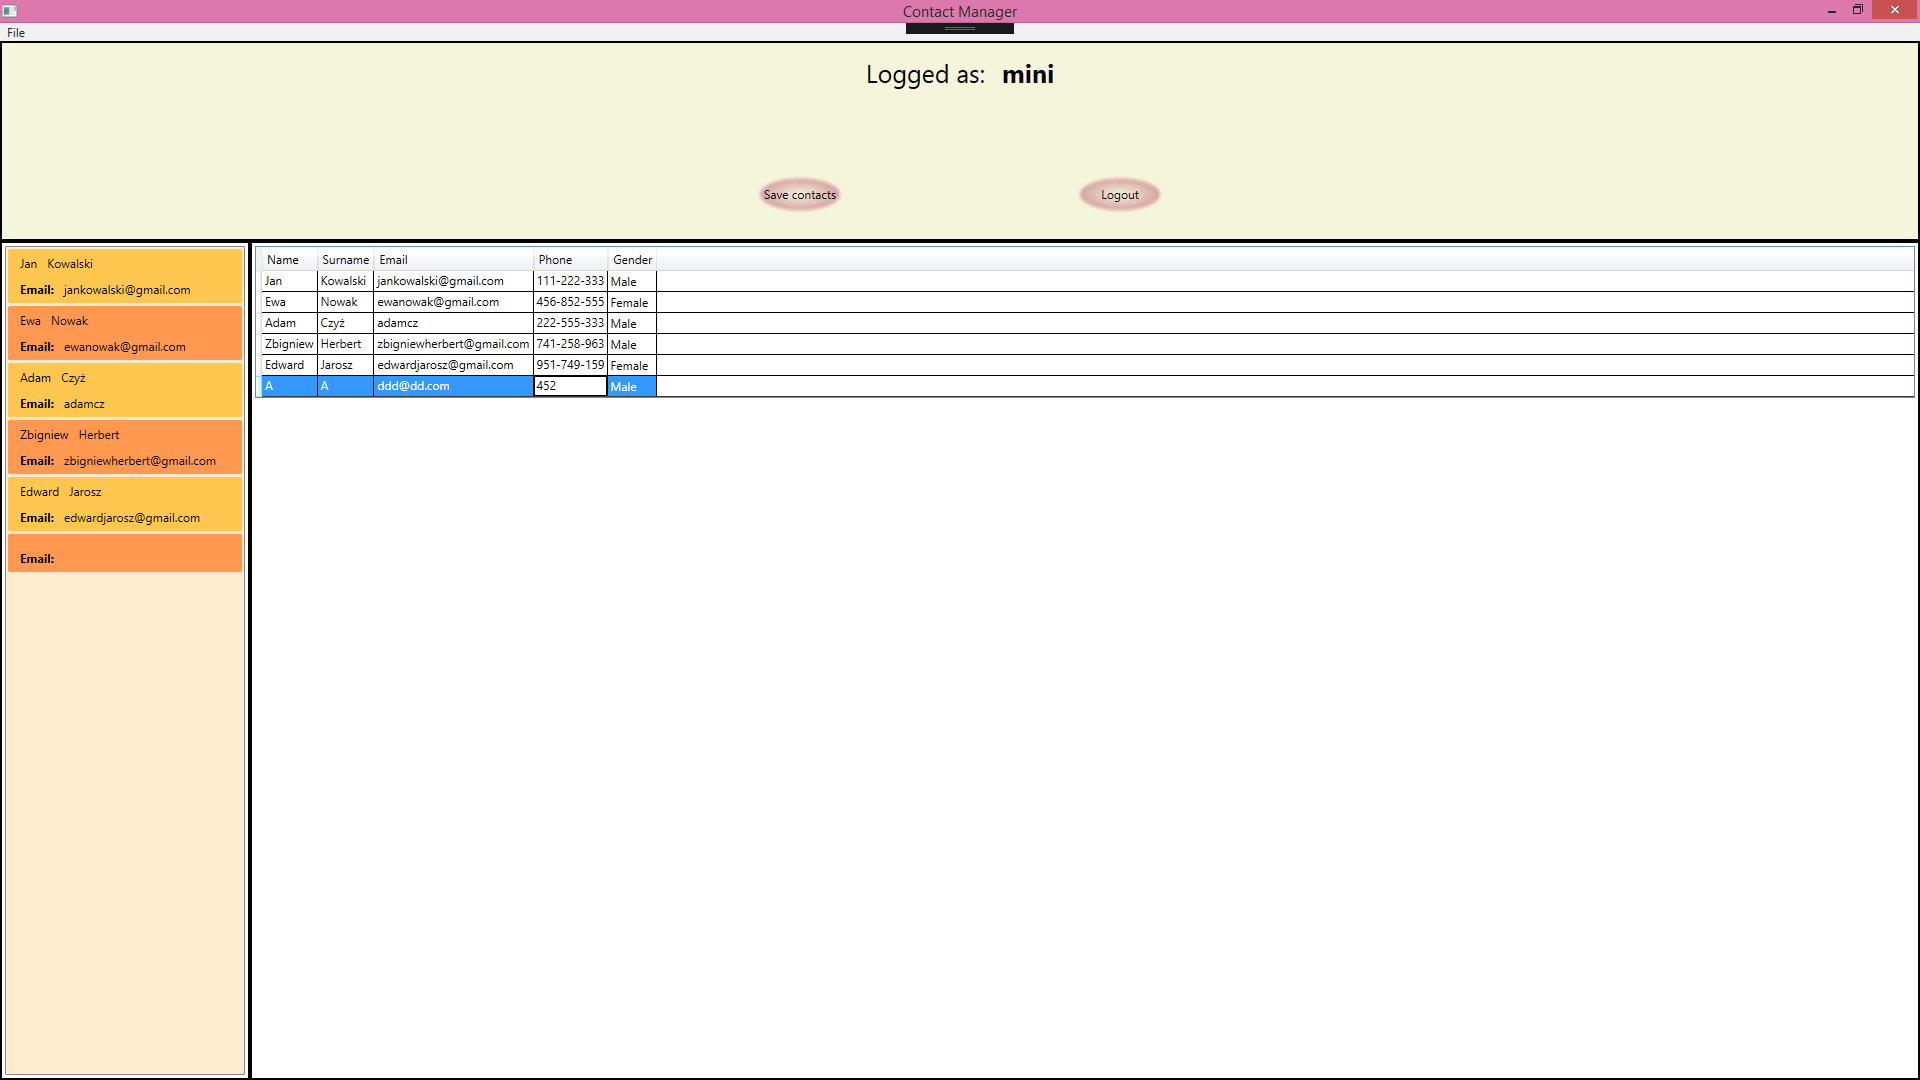 Contact Manager
File
Logged as: mini
Save contacts Logout
Jan Kowalski
Email: jankowalski@gmail.com
Ewa Nowak
Email: ewanowak@gmail.com
Adam Czyż
Email: adamcz
Zbigniew Herbert
Email: zbigniewherbert@gmail.com
Edward Jarosz
Email: edwardjarosz@gmail.com
Email:
Name Surname Email Phone Gender
Jan Kowalski jankowalski@gmail.com 111-222-333 Male
Ewa Nowak ewanowak@gmail.com 456-852-555 Female
Adam Czyż adamcz 222-555-333 Male
Zbigniew Herbert zbigniewherbert@gmail.com 741-258-963 Male
Edward Jarosz edwardjarosz@gmail.com 951-749-159 Female
A A ddd@dd.com 452 Male